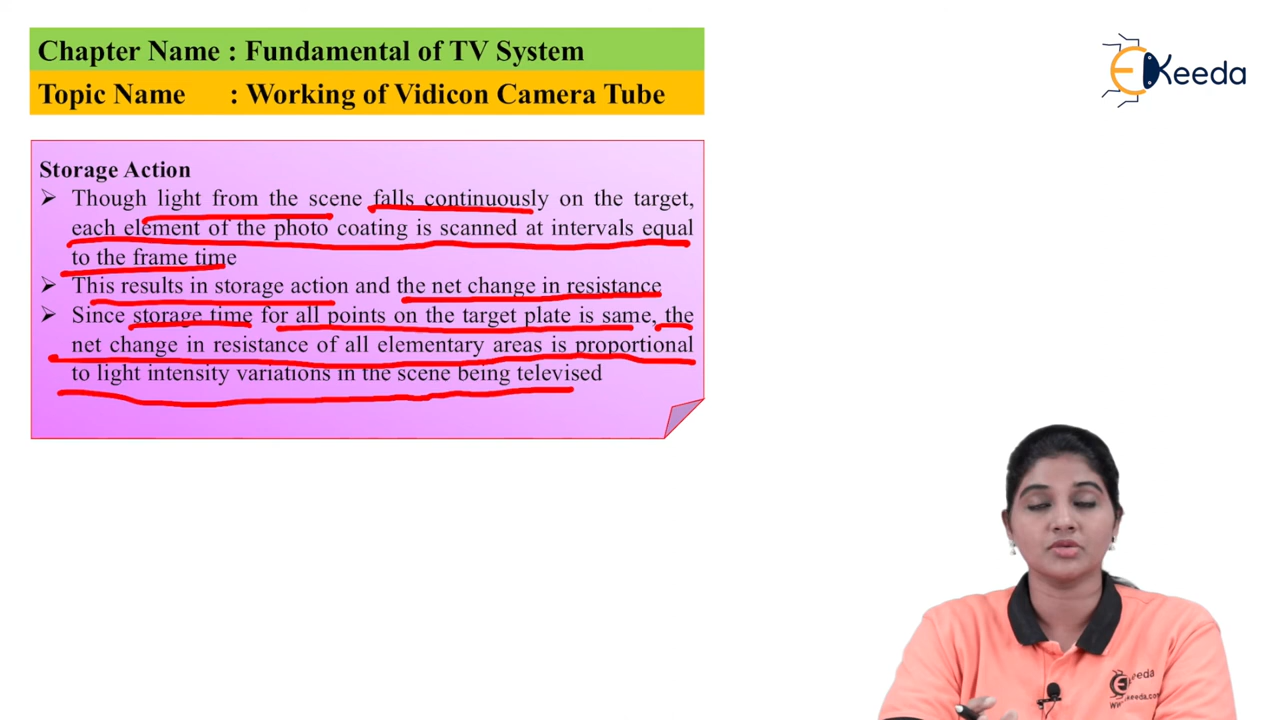 Chapter Name : Fundamental of TV System
Topic Name : Working of Vidicon Camera Tube
EKeeda
Storage Action
➢ Though light from the scene falls continuously on the target,
each element of the photo coating is scanned at intervals equal
to the frame time
➢ This results in storage action and the net change in resistance
➢ Since storage time for all points on the target plate is same, the
net change in resistance of all elementary areas is proportional
to light intensity variations in the scene being televised